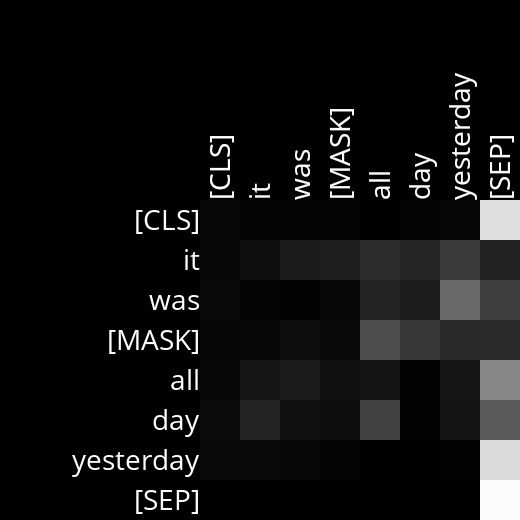 [CLS] it was [MASK] all day yesterday [SEP]
[CLS]
it
was
[MASK]
all
day
yesterday
[SEP]